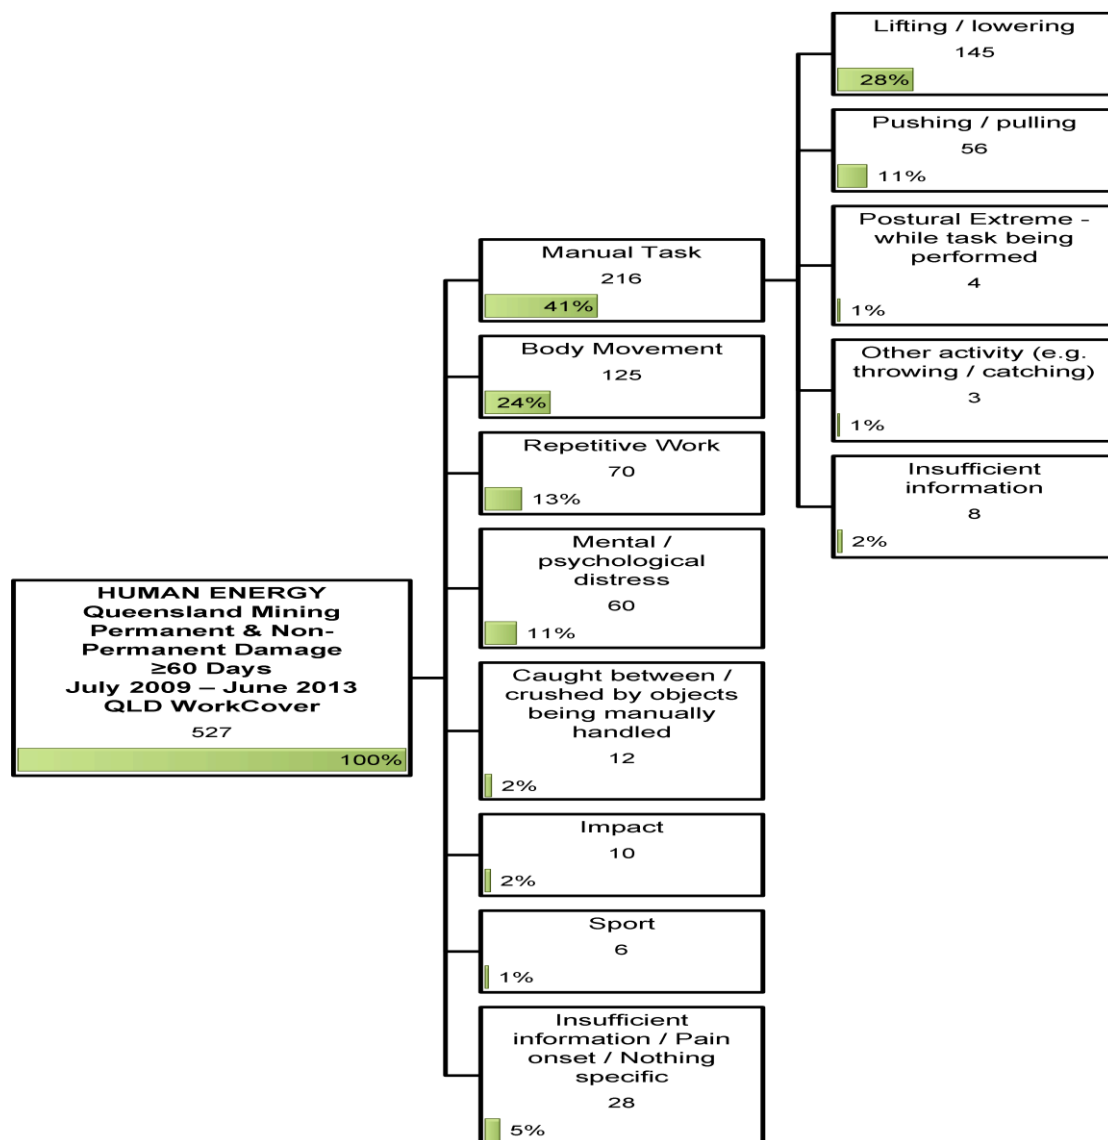 HUMAN ENERGY
Queensland Mining
Permanent & Non-
Permanent Damage
≥60 Days
July 2009 – June 2013
QLD WorkCover
527
100%
Manual Task
216
41%
Body Movement
125
24%
Repetitive Work
70
13%
Mental /
psychological
distress
60
11%
Caught between /
crushed by objects
being manually
handled
12
2%
Impact
10
2%
Sport
6
1%
Insufficient
information / Pain
onset / Nothing
specific
28
5%
Lifting / lowering
145
28%
Pushing / pulling
56
11%
Postural Extreme -
while task being
performed
4
1%
Other activity (e.g.
throwing / catching)
3
1%
Insufficient
information
8
2%